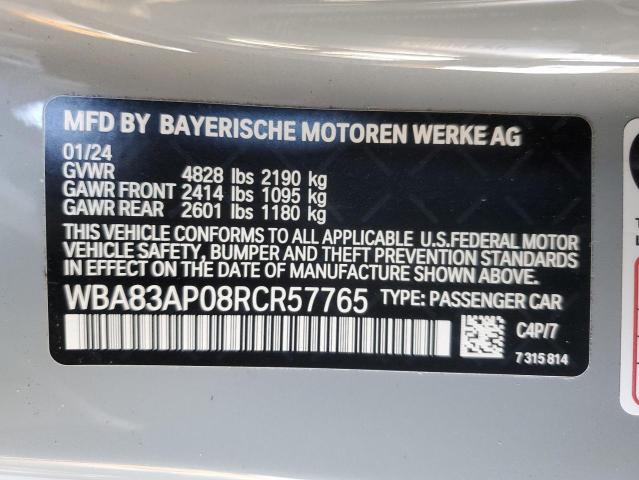 MFD BY BAYERISCHE MOTOREN WERKE AG
01/24
GVWR 4828 lbs 2190 kg
GAWR FRONT 2414 lbs 1095 kg
GAWR REAR 2601 lbs 1180 kg
THIS VEHICLE CONFORMS TO ALL APPLICABLE U.S.FEDERAL MOTOR
VEHICLE SAFETY, BUMPER AND THEFT PREVENTION STANDARDS
IN EFFECT ON THE DATE OF MANUFACTURE SHOWN ABOVE.
WBA83AP08RCR57765 TYPE: PASSENGER CAR
C4P/7
7 315 814